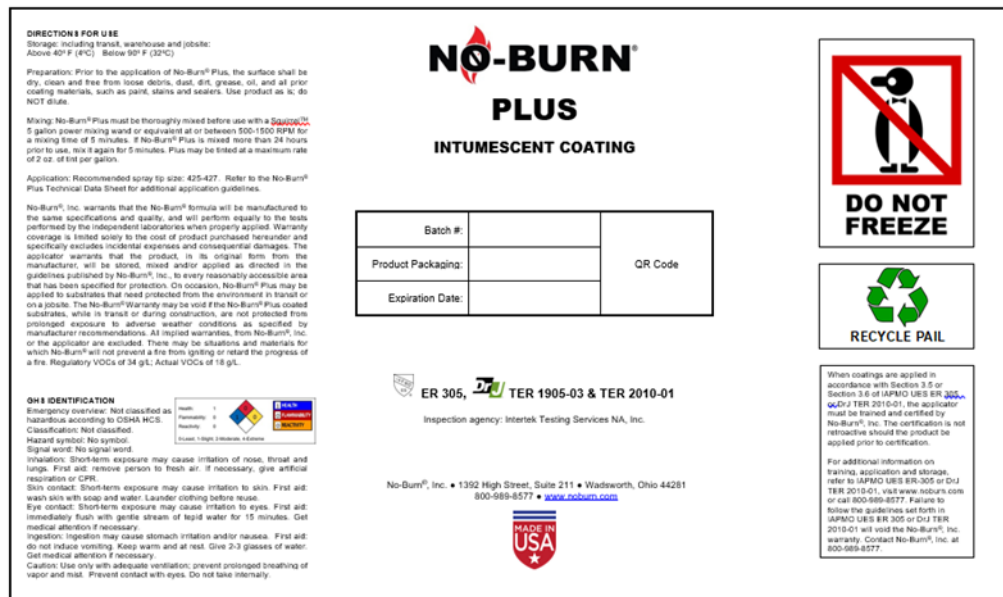 DIRECTIONS FOR USE
Storage: including transit, warehouse and jobsite:
Above 40º F (4ºC)   Below 90º F (32ºC)
Preparation: Prior to the application of No-Burn® Plus, the surface shall be
dry, clean and free from loose debris, dust, dirt, grease, oil, and all prior
coating materials, such as paint, stains and sealers. Use product as is; do
NOT dilute.
Mixing: No-Burn® Plus must be thoroughly mixed before use with a Squirrel™
5 gallon power mixing wand or equivalent at or between 500-1500 RPM for
a mixing time of 5 minutes. If No-Burn® Plus is mixed more than 24 hours
prior to use, mix it again for 5 minutes. Plus may be tinted at a maximum rate
of 2 oz. of tint per gallon.
Application: Recommended spray tip size: 425-427. Refer to the No-Burn®
Plus Technical Data Sheet for additional application guidelines.
No-Burn®, Inc. warrants that the No-Burn® formula will be manufactured to
the same specifications and quality, and will perform equally to the tests
performed by the independent laboratories when properly applied. Warranty
coverage is limited solely to the cost of product purchased hereunder and
specifically excludes incidental expenses and consequential damages. The
applicator warrants that the product, in its original form from the
manufacturer, will be stored, mixed and/or applied as directed in the
guidelines published by No-Burn®, Inc., to every reasonably accessible area
that has been specified for protection. On occasion, No-Burn® Plus may be
applied to substrates that need protected from the environment in transit or
on a jobsite. The No-Burn® Warranty may be void if the No-Burn® Plus coated
substrates, while in transit or during construction, are not protected from
prolonged exposure to adverse weather conditions as specified by
manufacturer recommendations. All implied warranties, from No-Burn®, Inc.
or the applicator are excluded. There may be situations and materials for
which No-Burn® will not prevent a fire from igniting or retard the progress of
a fire. Regulatory VOCs of 34 g/L; Actual VOCs of 18 g/L.
GHS IDENTIFICATION
Emergency overview: Not classified as
hazardous according to OSHA HCS.
Classification: Not classified.
Hazard symbol: No symbol.
Signal word: No signal word.
Health: 1
Flammability: 0
Reactivity: 0
HEALTH
FLAMMABILITY
REACTIVITY
0-Least, 1-Slight, 2-Moderate, 4-Extreme
Inhalation: Short-term exposure may cause irritation of nose, throat and
lungs. First aid: remove person to fresh air. If necessary, give artificial
respiration or CPR.
Skin contact: Short-term exposure may cause irritation to skin. First aid:
wash skin with soap and water. Launder clothing before reuse.
Eye contact: Short-term exposure may cause irritation to eyes. First aid:
immediately flush with gentle stream of tepid water for 15 minutes. Get
medical attention if necessary.
Ingestion: Ingestion may cause stomach irritation and/or nausea. First aid:
do not induce vomiting. Keep warm and at rest. Give 2-3 glasses of water.
Get medical attention if necessary.
Caution: Use only with adequate ventilation; prevent prolonged breathing of
vapor and mist. Prevent contact with eyes. Do not take internally.
NO-BURN®
PLUS
INTUMESCENT COATING
Batch #:
Product Packaging:
Expiration Date:
QR Code
ER 305, DrJ TER 1905-03 & TER 2010-01
Inspection agency: Intertek Testing Services NA, Inc.
No-Burn®, Inc. ● 1392 High Street, Suite 211 ● Wadsworth, Ohio 44281
800-989-8577 ● www.noburn.com
MADE IN
USA
DO NOT
FREEZE
RECYCLE PAIL
When coatings are applied in
accordance with Section 3.5 or
Section 3.6 of IAPMO UES ER 305
or DrJ TER 2010-01, the applicator
must be trained and certified by
No-Burn®, Inc. The certification is not
retroactive should the product be
applied prior to certification.
For additional information on
training, application and storage,
refer to IAPMO UES ER-305 or DrJ
TER 2010-01, visit www.noburn.com
or call 800-989-8577. Failure to
follow the guidelines set forth in
IAPMO UES ER 305 or DrJ TER
2010-01 will void the No-Burn®, Inc.
warranty. Contact No-Burn®, Inc. at
800-989-8577.